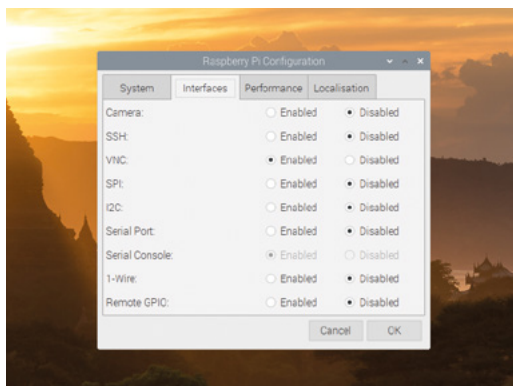 Raspberry Pi Configuration
System Interfaces Performance Localisation
Camera: Enabled Disabled
SSH: Enabled Disabled
VNC: Enabled Disabled
SPI: Enabled Disabled
I2C: Enabled Disabled
Serial Port: Enabled Disabled
Serial Console: Enabled Disabled
1-Wire: Enabled Disabled
Remote GPIO: Enabled Disabled
Cancel OK